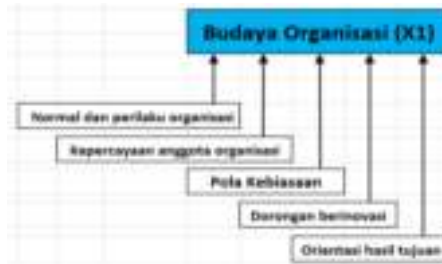 Budaya Organisasi (X1)
Normal dan perilaku organisasi
Kepercayaan anggota organisasi
Pola Kebiasaan
Dorongan berinovasi
Orientasi hasil tujuan